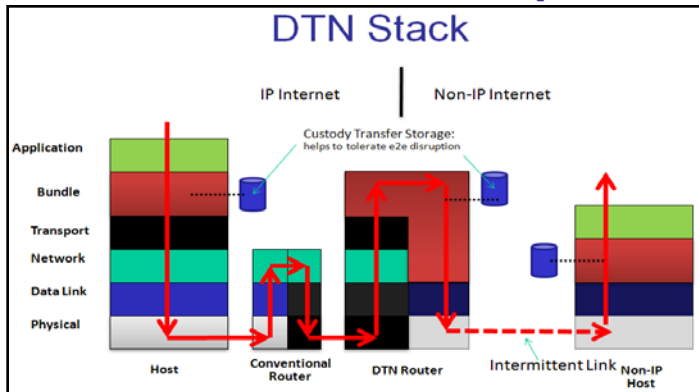 DTN Stack
IP Internet
Non-IP Internet
Custody Transfer Storage:
helps to tolerate e2e disruption
Application
Bundle
Transport
Network
Data Link
Physical
Intermittent Link
Host
Conventional
Router
DTN Router
Non-IP
Host